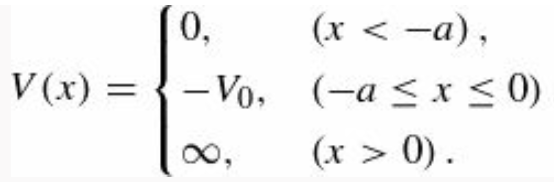 0, (x < −a),
V(x) = { −V₀, (−a ≤ x ≤ 0)
∞, (x > 0).